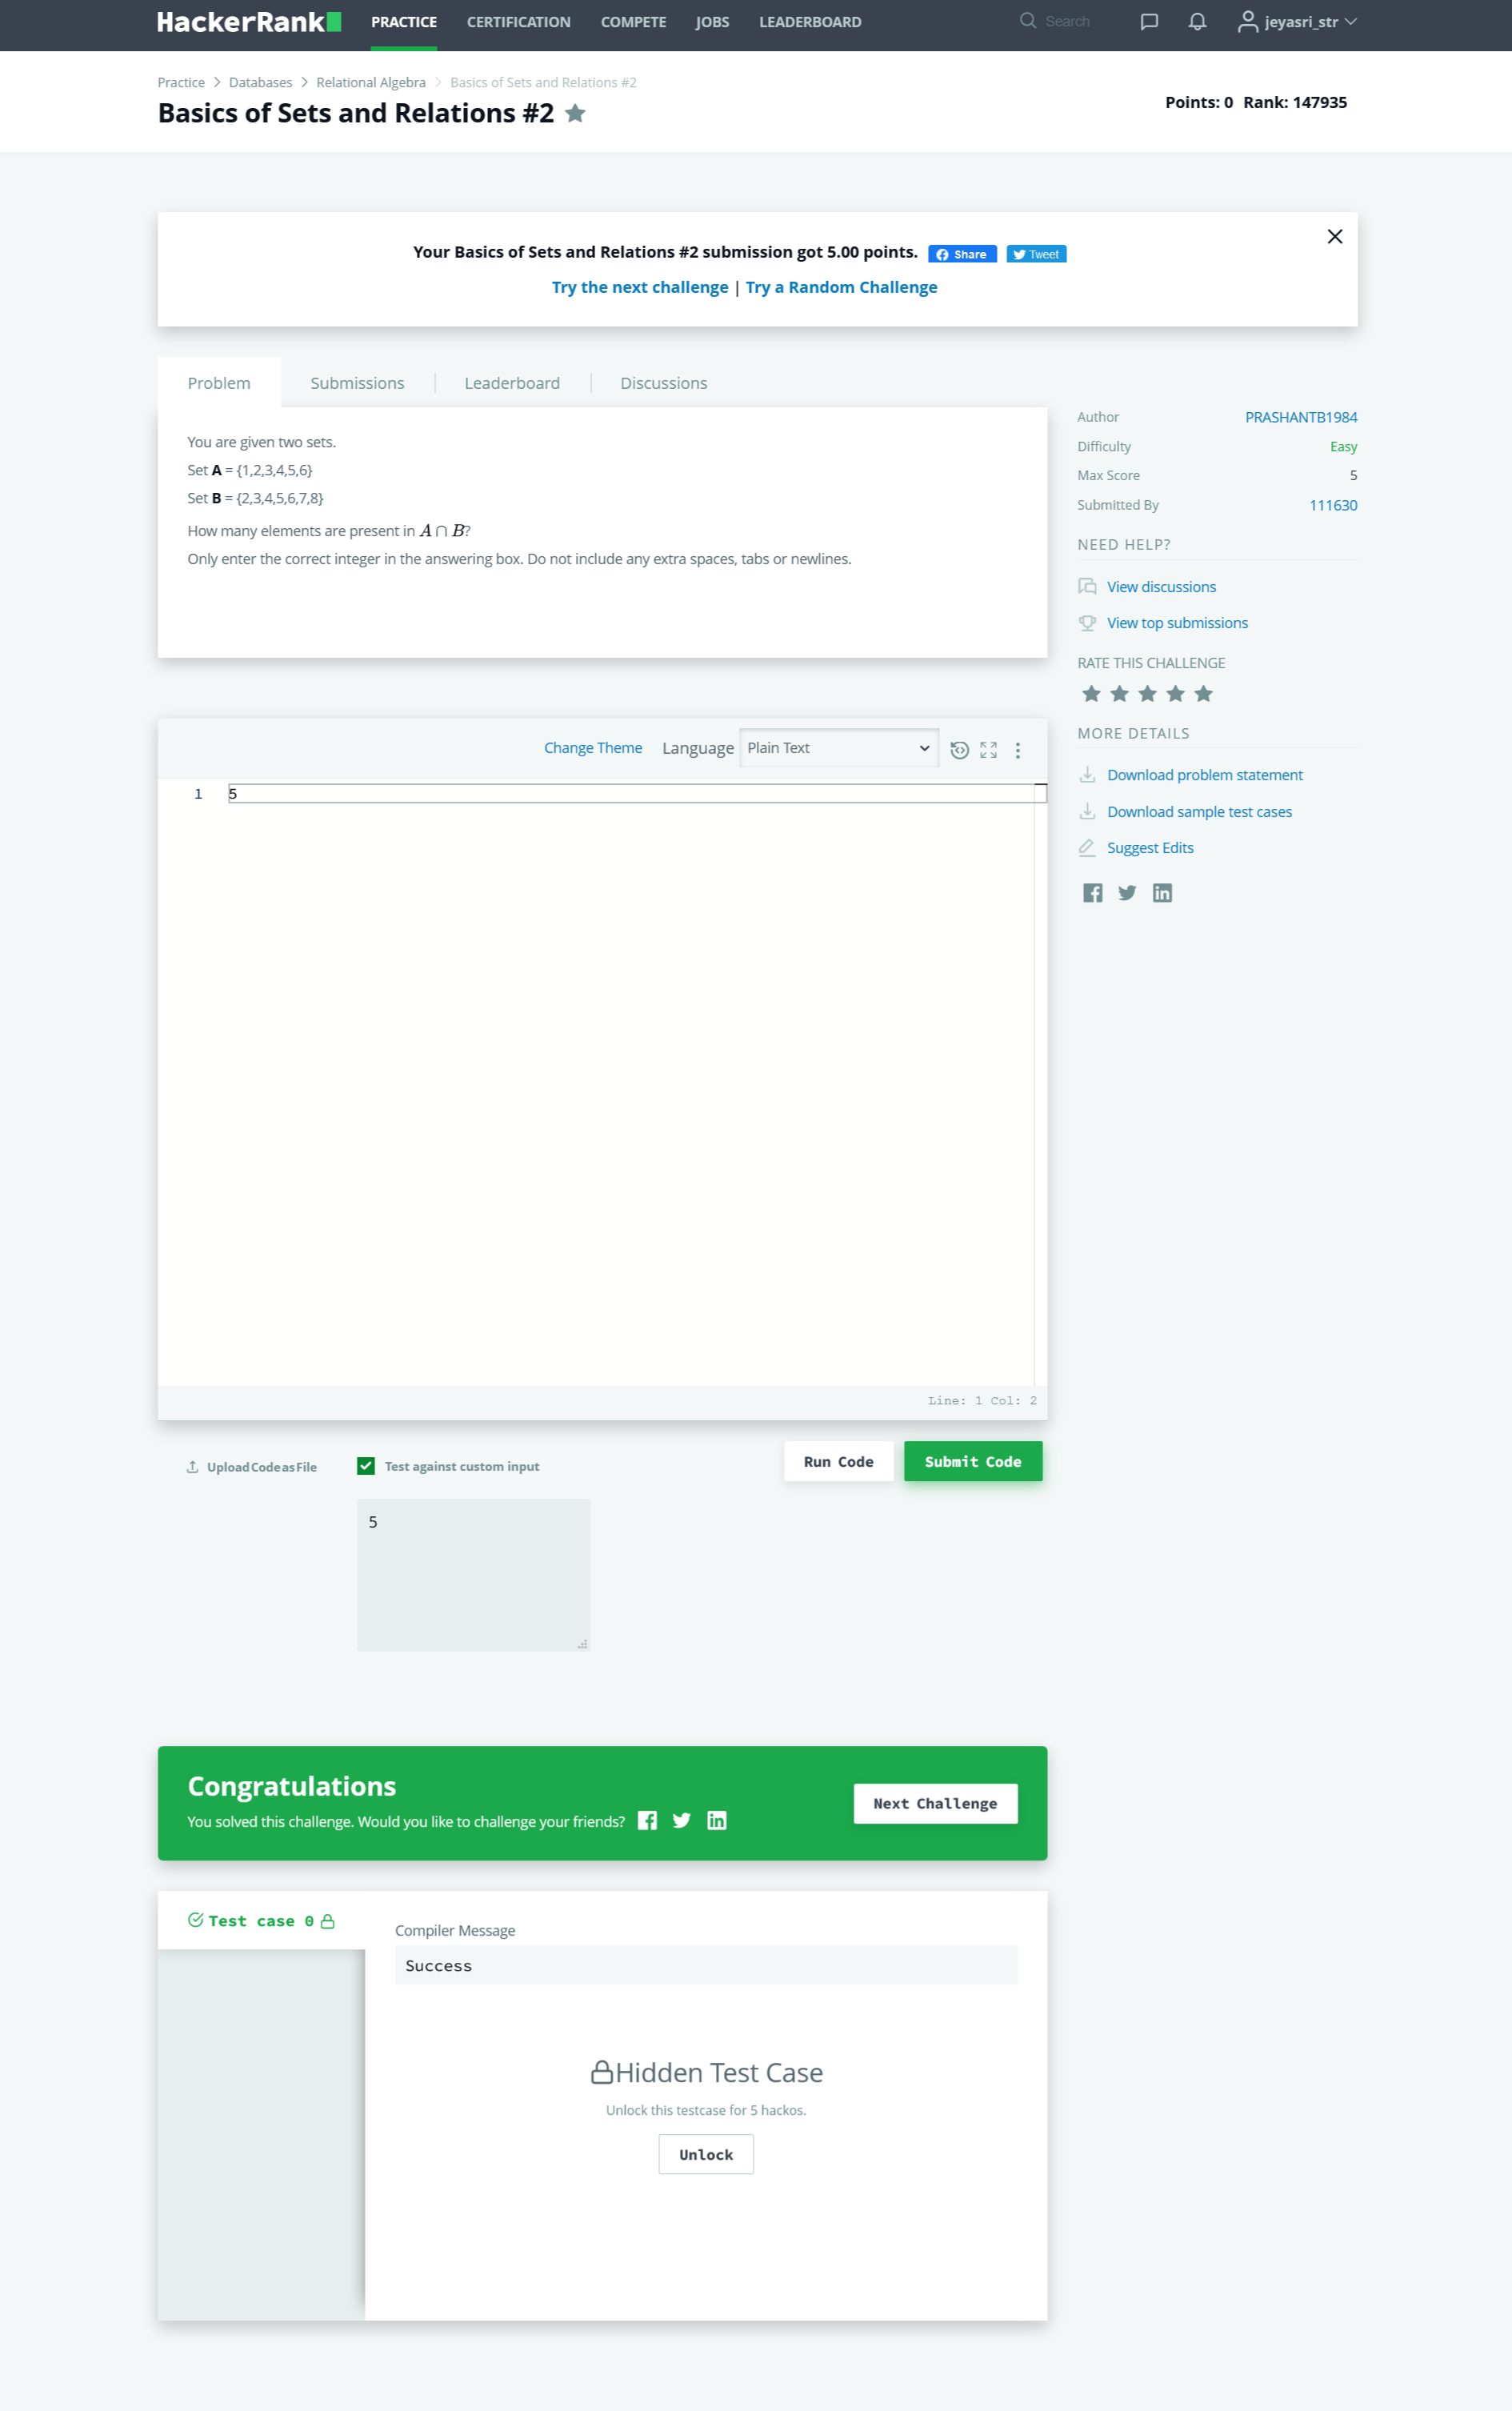 HackerRank PRACTICE CERTIFICATION COMPETE JOBS LEADERBOARD Search jeyasri_str
Practice > Databases > Relational Algebra > Basics of Sets and Relations #2
Basics of Sets and Relations #2
Points: 0 Rank: 147935
Your Basics of Sets and Relations #2 submission got 5.00 points. Share Tweet
Try the next challenge | Try a Random Challenge
Problem Submissions Leaderboard Discussions
You are given two sets.
Set A = {1,2,3,4,5,6}
Set B = {2,3,4,5,6,7,8}
How many elements are present in A ∩ B?
Only enter the correct integer in the answering box. Do not include any extra spaces, tabs or newlines.
Author PRASHANTB1984
Difficulty Easy
Max Score 5
Submitted By 111630
NEED HELP?
View discussions
View top submissions
RATE THIS CHALLENGE
MORE DETAILS
Download problem statement
Download sample test cases
Suggest Edits
Change Theme Language Plain Text
1 5
Line: 1 Col: 2
Upload Code as File Test against custom input Run Code Submit Code
5
Congratulations
You solved this challenge. Would you like to challenge your friends?
Next Challenge
Test case 0
Compiler Message
Success
Hidden Test Case
Unlock this testcase for 5 hackos.
Unlock